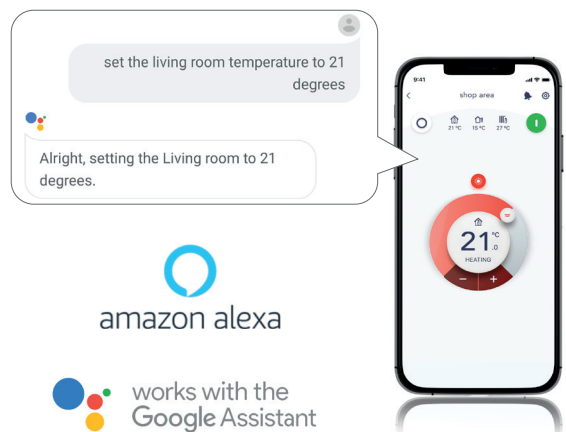 set the living room temperature to 21
degrees
Alright, setting the Living room to 21
degrees.
amazon alexa
works with the
Google Assistant
9:41
shop area
21 °C 15 °C 27 °C
21 °C
.0
HEATING
− +